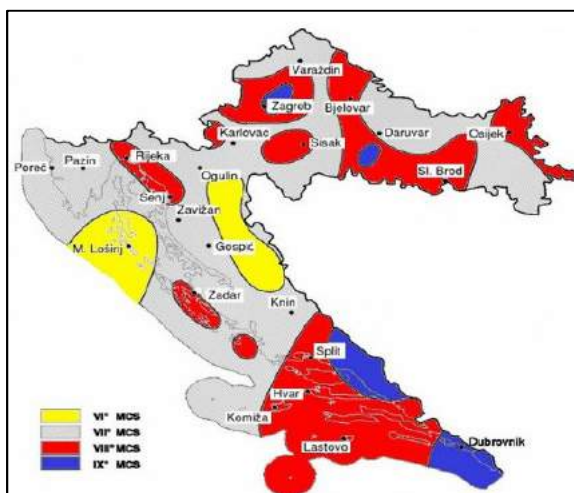 Varaždin
Zagreb
Bjelovar
Karlovac
Sisak
Daruvar
Osijek
Sl. Brod
Poreč
Pazin
Rijeka
Ogulin
Senj
Zavižan
M. Lošinj
Gospić
Zadar
Knin
Split
Hvar
Komiža
Lastovo
Dubrovnik
VI° MCS
VII° MCS
VIII° MCS
IX° MCS